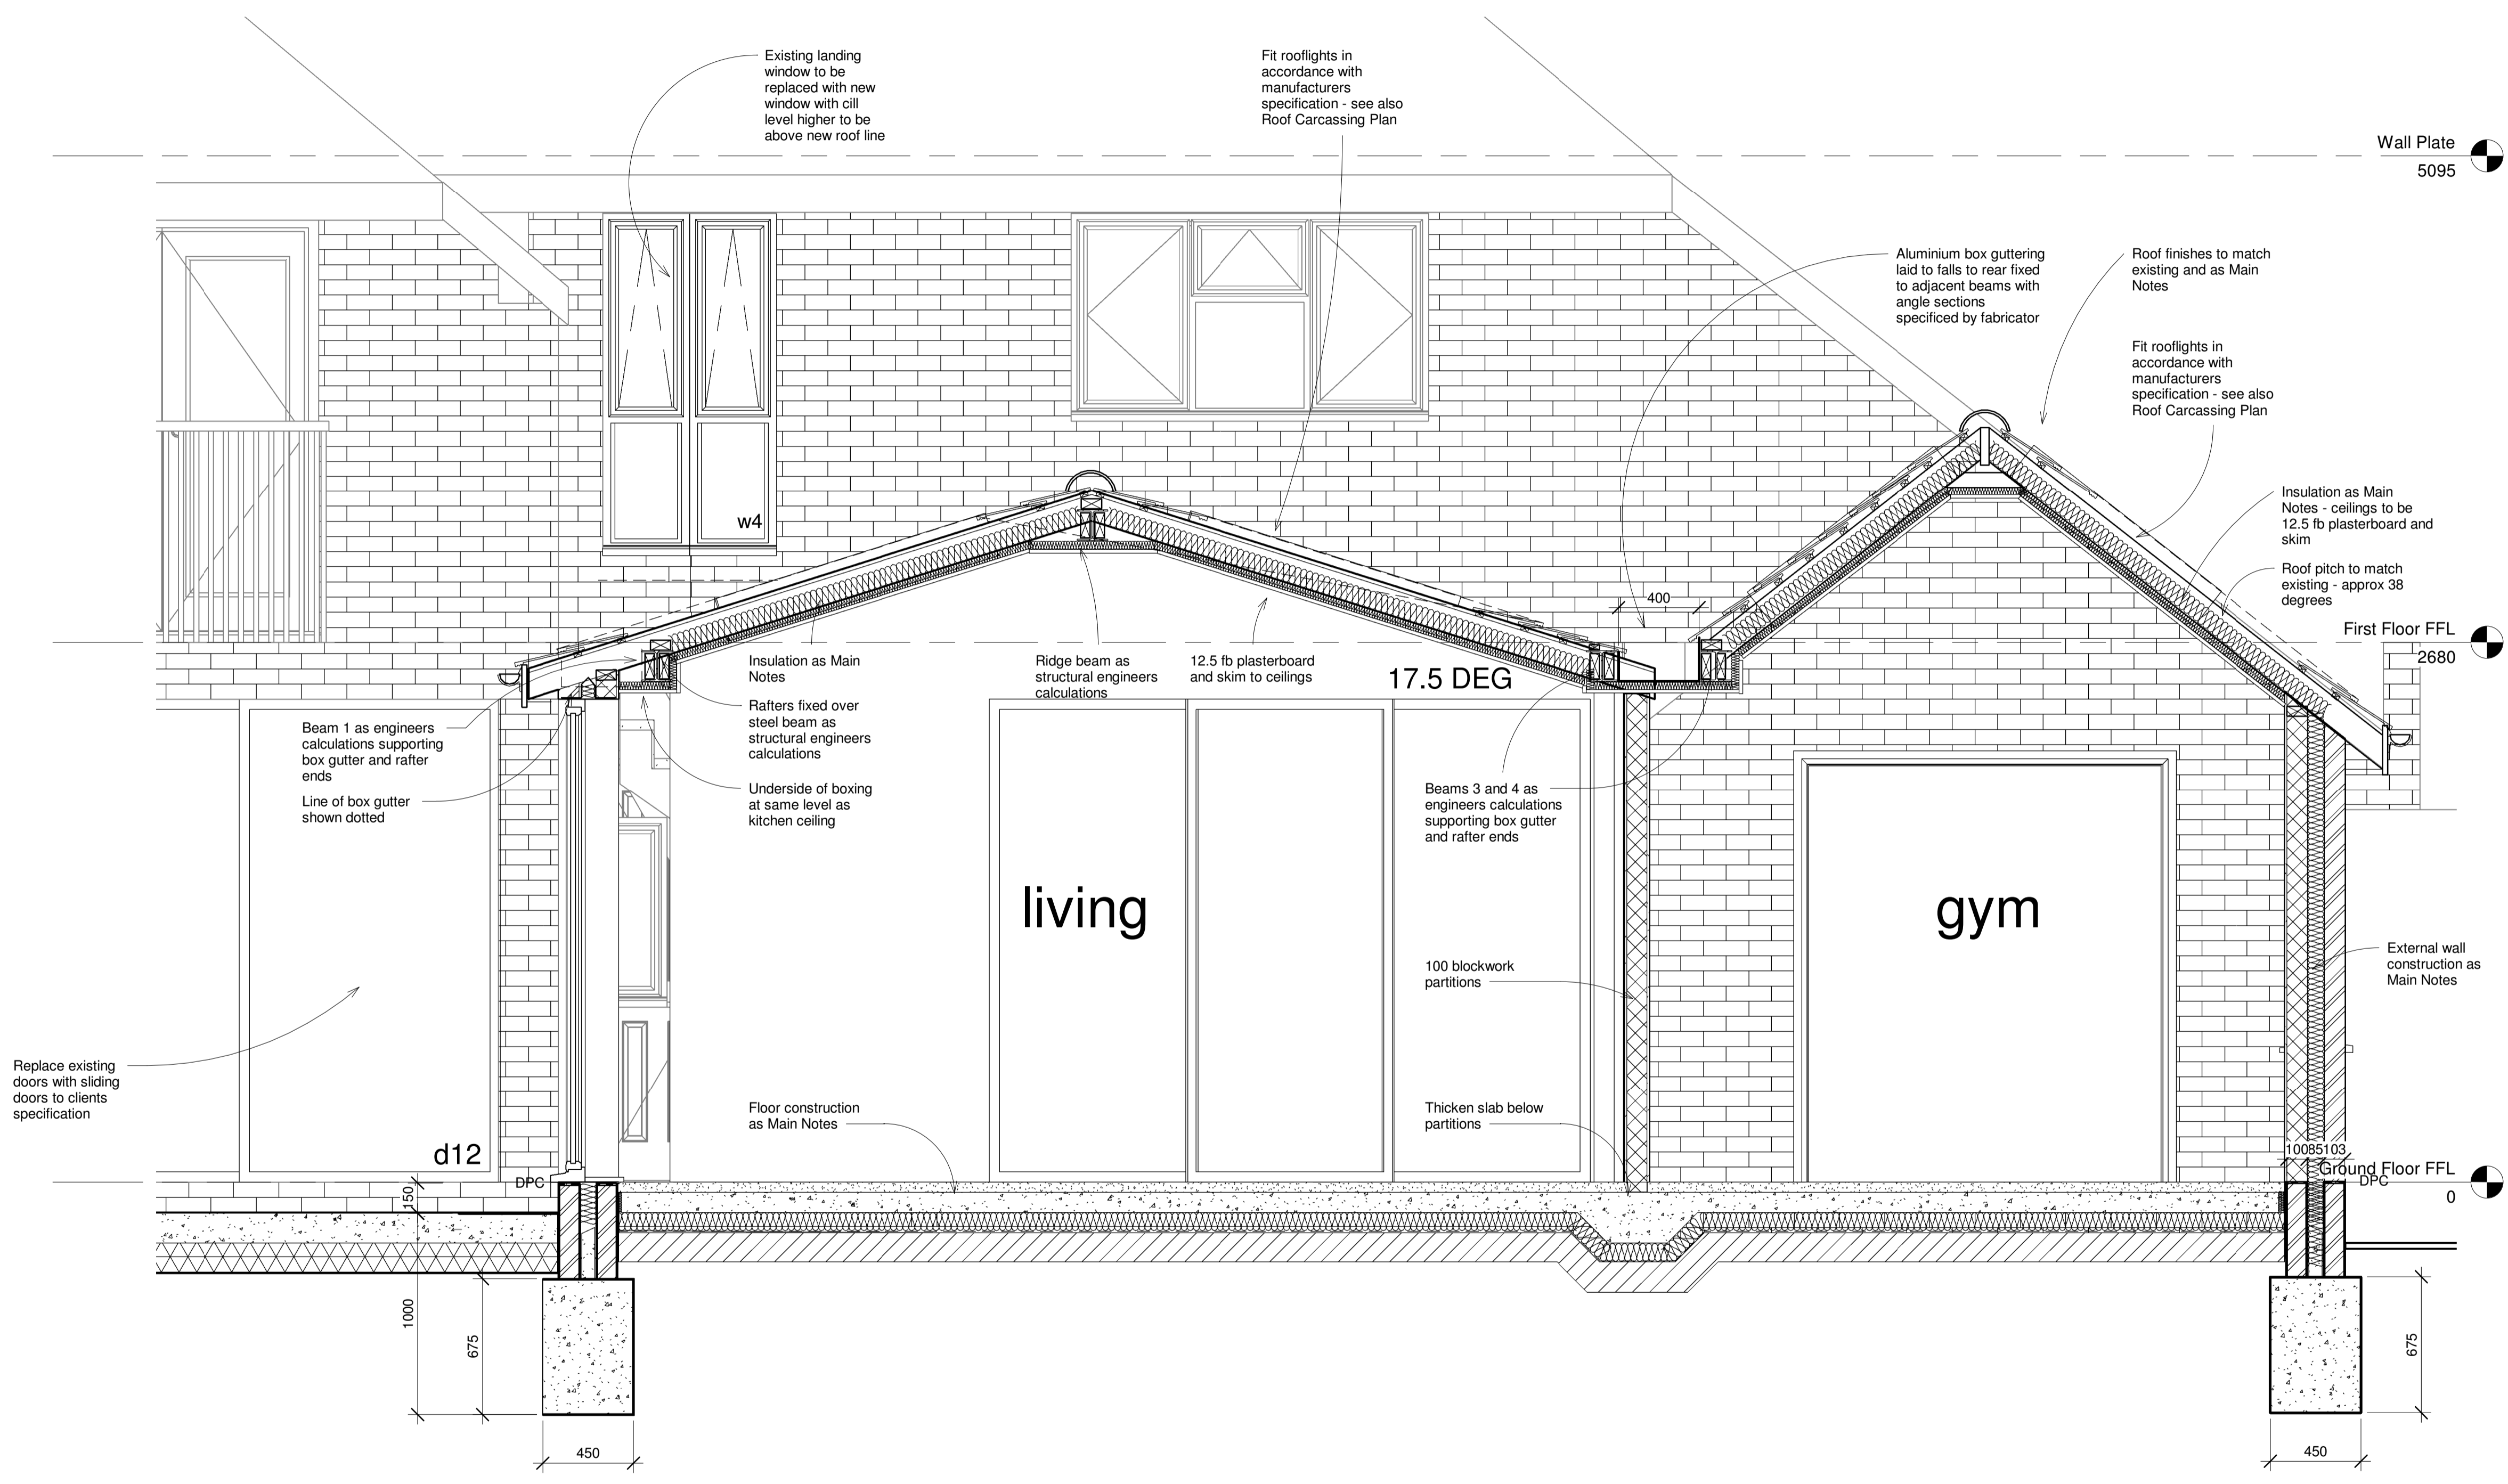 Existing landing
window to be
replaced with new
window with cill
level higher to be
above new roof line
Fit rooflights in
accordance with
manufacturers
specification - see also
Roof Carcassing Plan
Wall Plate
5095
Aluminium box guttering
laid to falls to rear fixed
to adjacent beams with
angle sections
specificed by fabricator
Roof finishes to match
existing and as Main
Notes
Fit rooflights in
accordance with
manufacturers
specification - see also
Roof Carcassing Plan
w4
Insulation as Main
Notes - ceilings to be
12.5 fb plasterboard and
skim
Roof pitch to match
existing - approx 38
degrees
400
First Floor FFL
2680
Insulation as Main
Notes
Ridge beam as
structural engineers
calculations
12.5 fb plasterboard
and skim to ceilings
17.5 DEG
Rafters fixed over
steel beam as
structural engineers
calculations
Beam 1 as engineers
calculations supporting
box gutter and rafter
ends
Line of box gutter
shown dotted
Underside of boxing
at same level as
kitchen ceiling
Beams 3 and 4 as
engineers calculations
supporting box gutter
and rafter ends
living
gym
100 blockwork
partitions
External wall
construction as
Main Notes
Replace existing
doors with sliding
doors to clients
specification
Floor construction
as Main Notes
Thicken slab below
partitions
d12
10085103
Ground Floor FFL
DPC
0
DPC
150
1000
675
450
675
450